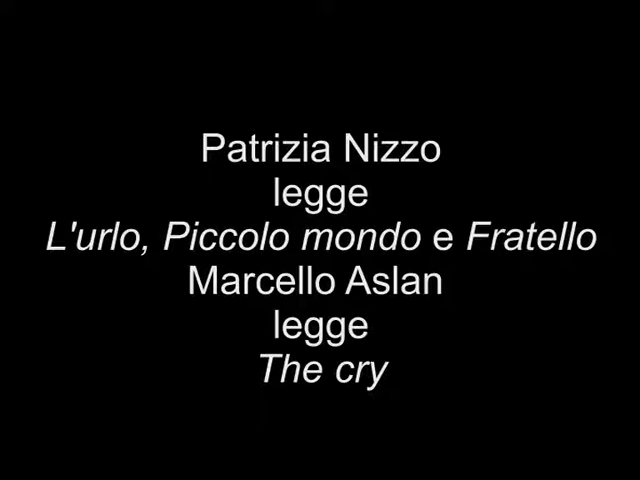 Patrizia Nizzo
legge
L'urlo, Piccolo mondo e Fratello
Marcello Aslan
legge
The cry